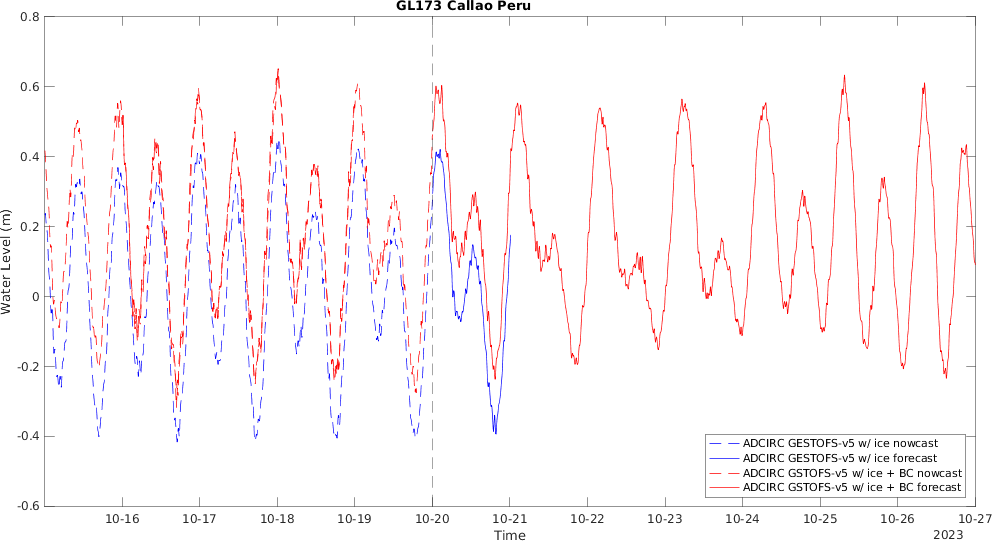 GL173 Callao Peru
0.8
0.6
0.4
0.2
0
-0.2
-0.4
-0.6
Water Level (m)
ADCIRC GESTOFS-v5 w/ ice nowcast
ADCIRC GESTOFS-v5 w/ ice forecast
ADCIRC GSTOFS-v5 w/ ice + BC nowcast
ADCIRC GSTOFS-v5 w/ ice + BC forecast
10-16 10-17 10-18 10-19 10-20 10-21 10-22 10-23 10-24 10-25 10-26 10-27
Time
2023